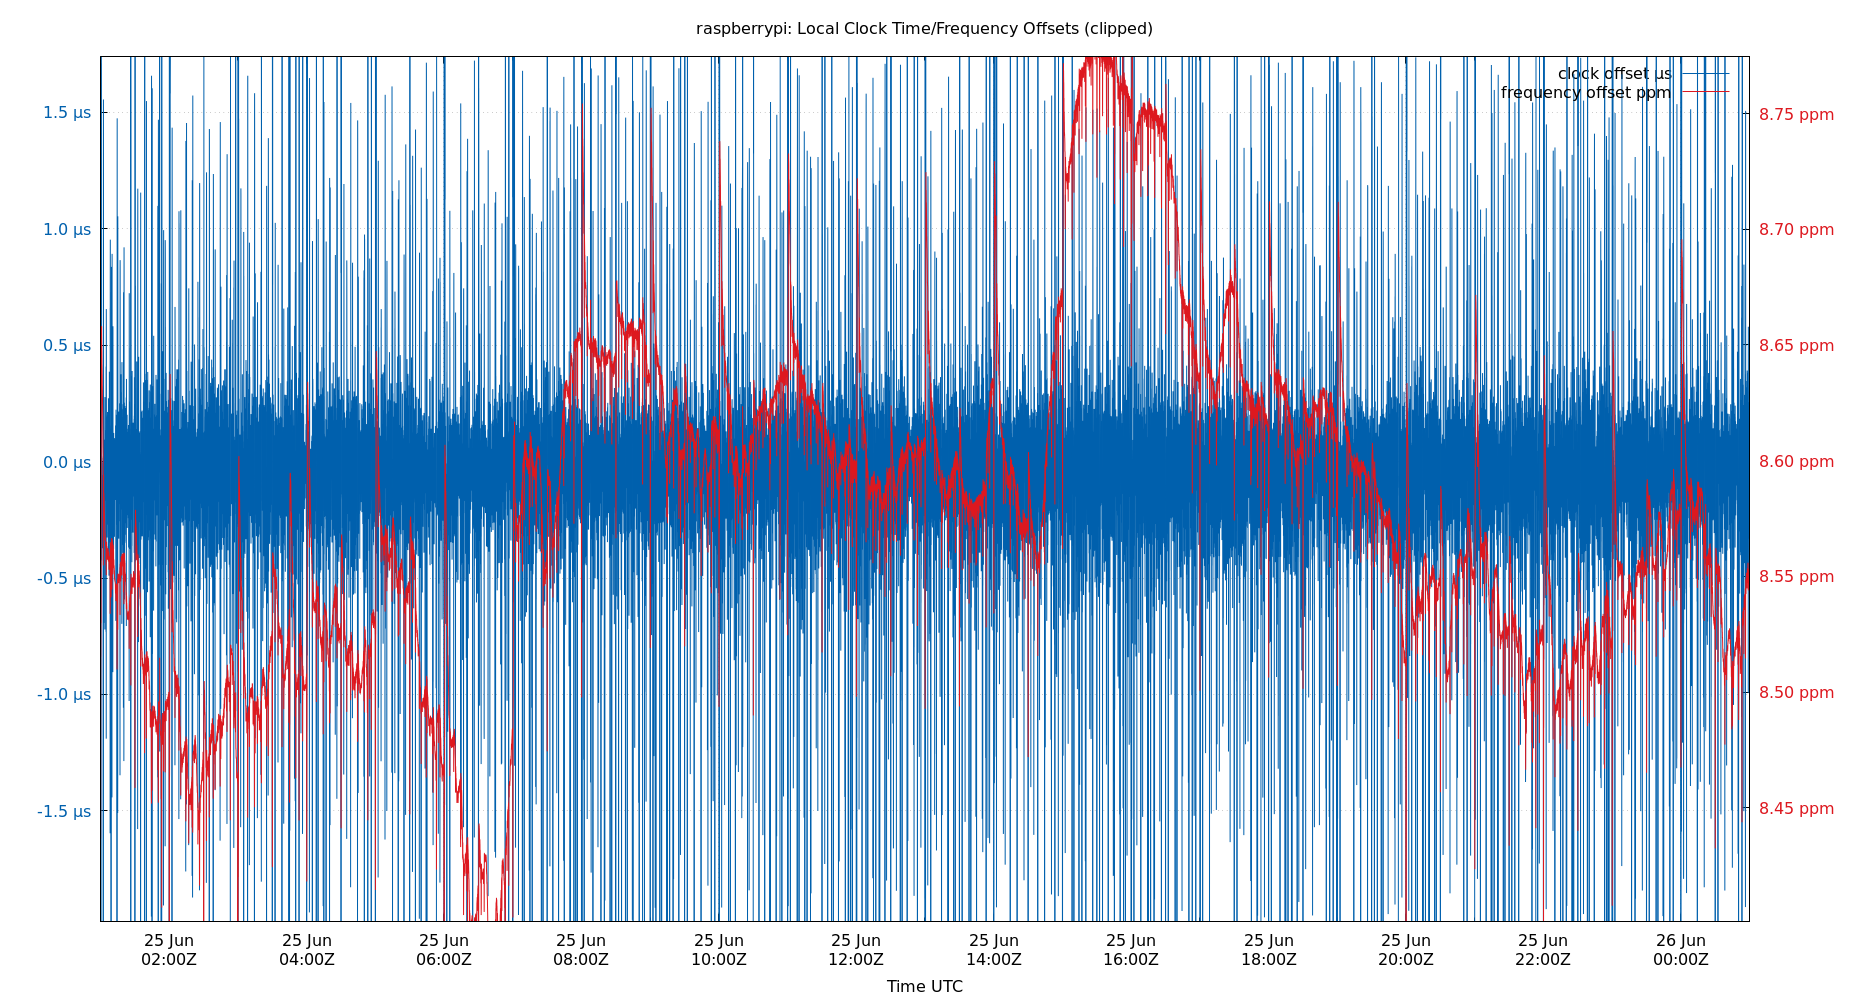 raspberrypi: Local Clock Time/Frequency Offsets (clipped)
clock offset µs
frequency offset ppm
1.5 µs
1.0 µs
0.5 µs
0.0 µs
-0.5 µs
-1.0 µs
-1.5 µs
8.75 ppm
8.70 ppm
8.65 ppm
8.60 ppm
8.55 ppm
8.50 ppm
8.45 ppm
25 Jun 25 Jun 25 Jun 25 Jun 25 Jun 25 Jun 25 Jun 25 Jun 25 Jun 25 Jun 25 Jun 26 Jun
02:00Z 04:00Z 06:00Z 08:00Z 10:00Z 12:00Z 14:00Z 16:00Z 18:00Z 20:00Z 22:00Z 00:00Z
Time UTC